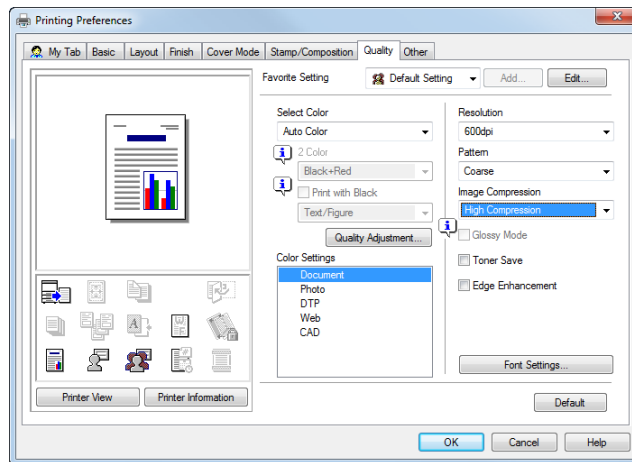 Printing Preferences
My Tab Basic Layout Finish Cover Mode Stamp/Composition Quality Other
Favorite Setting Default Setting Add... Edit...
Select Color
Auto Color
2 Color
Black+Red
Print with Black
Text/Figure
Quality Adjustment...
Color Settings
Document
Photo
DTP
Web
CAD
Resolution
600dpi
Pattern
Coarse
Image Compression
High Compression
Glossy Mode
Toner Save
Edge Enhancement
Font Settings...
Printer View Printer Information
Default
OK Cancel Help